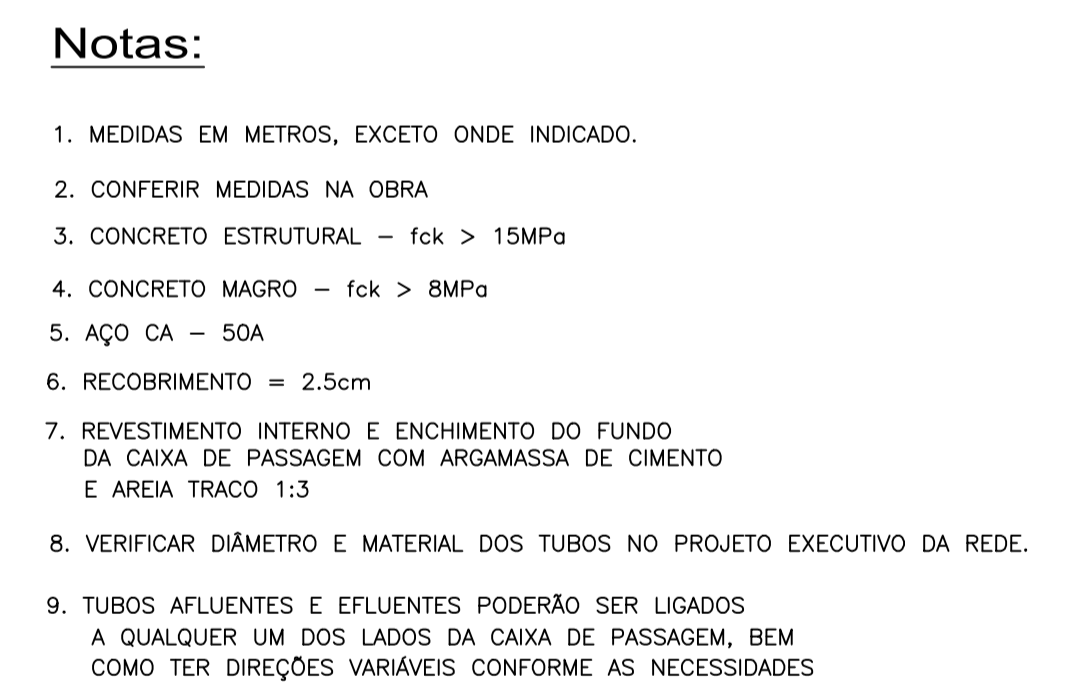 Notas:
1. MEDIDAS EM METROS, EXCETO ONDE INDICADO.
2. CONFERIR MEDIDAS NA OBRA
3. CONCRETO ESTRUTURAL – fck > 15MPa
4. CONCRETO MAGRO – fck > 8MPa
5. AÇO CA – 50A
6. RECOBRIMENTO = 2.5cm
7. REVESTIMENTO INTERNO E ENCHIMENTO DO FUNDO
DA CAIXA DE PASSAGEM COM ARGAMASSA DE CIMENTO
E AREIA TRACO 1:3
8. VERIFICAR DIÂMETRO E MATERIAL DOS TUBOS NO PROJETO EXECUTIVO DA REDE.
9. TUBOS AFLUENTES E EFLUENTES PODERÃO SER LIGADOS
A QUALQUER UM DOS LADOS DA CAIXA DE PASSAGEM, BEM
COMO TER DIREÇÕES VARIÁVEIS CONFORME AS NECESSIDADES